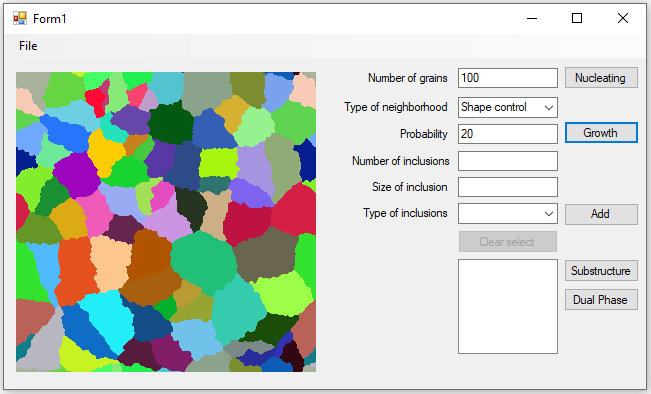 Form1
File
Number of grains 100 Nucleating
Type of neighborhood Shape control
Probability 20 Growth
Number of inclusions
Size of inclusion
Type of inclusions Add
Clear select
Substructure
Dual Phase